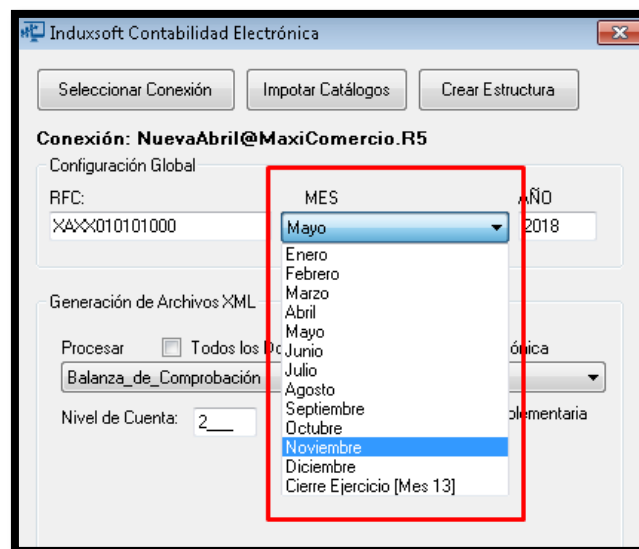 Induxsoft Contabilidad Electrónica
Seleccionar Conexión Impotar Catálogos Crear Estructura
Conexión: NuevaAbril@MaxiComercio.R5
Configuración Global
RFC: MES AÑO
XAXX010101000 Mayo 2018
Enero
Febrero
Marzo
Abril
Generación de Archivos XML
Mayo
Procesar Todos los Do Junio ónica
Julio
Balanza_de_Comprobación
Agosto
Septiembre
Nivel de Cuenta: 2___ plementaria
Octubre
Noviembre
Diciembre
Cierre Ejercicio [Mes 13]